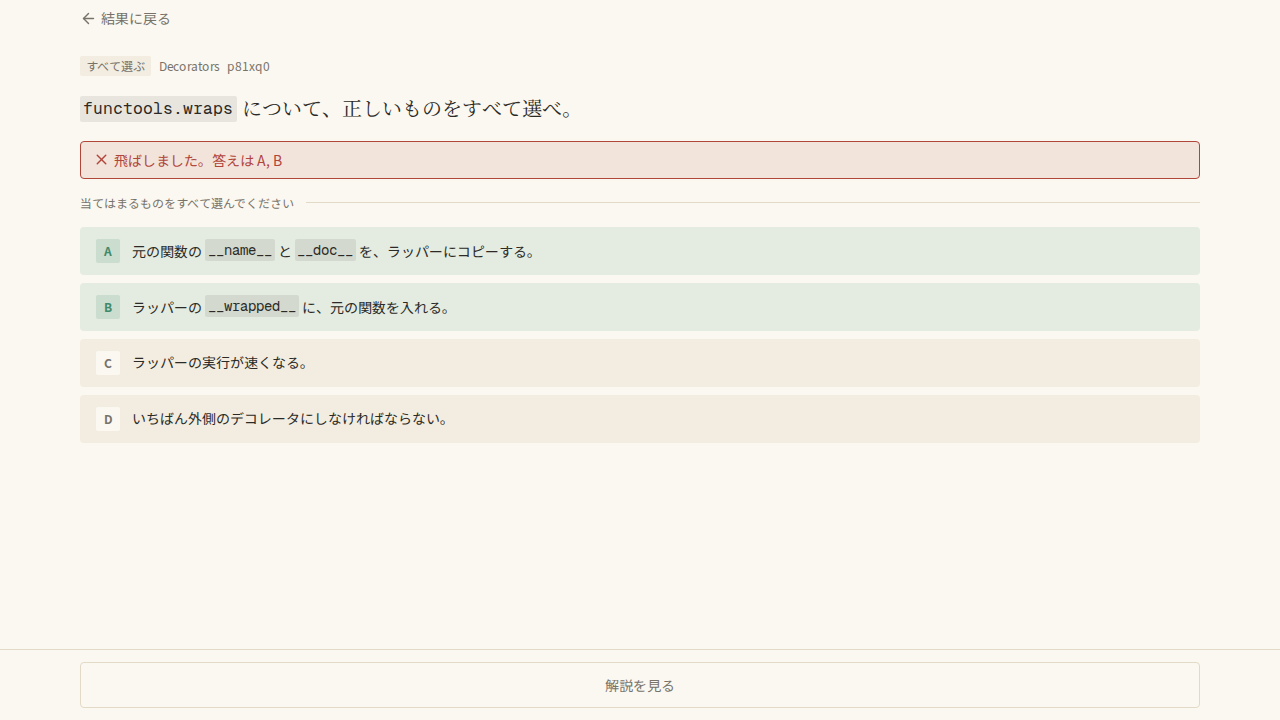 結果に戻る
すべて選ぶ Decorators p81xq0
functools.wraps について、正しいものをすべて選べ。
飛ばしました。答えは A, B
当てはまるものをすべて選んでください
A 元の関数の __name__ と __doc__ を、ラッパーにコピーする。
B ラッパーの __wrapped__ に、元の関数を入れる。
C ラッパーの実行が速くなる。
D いちばん外側のデコレータにしなければならない。
解説を見る